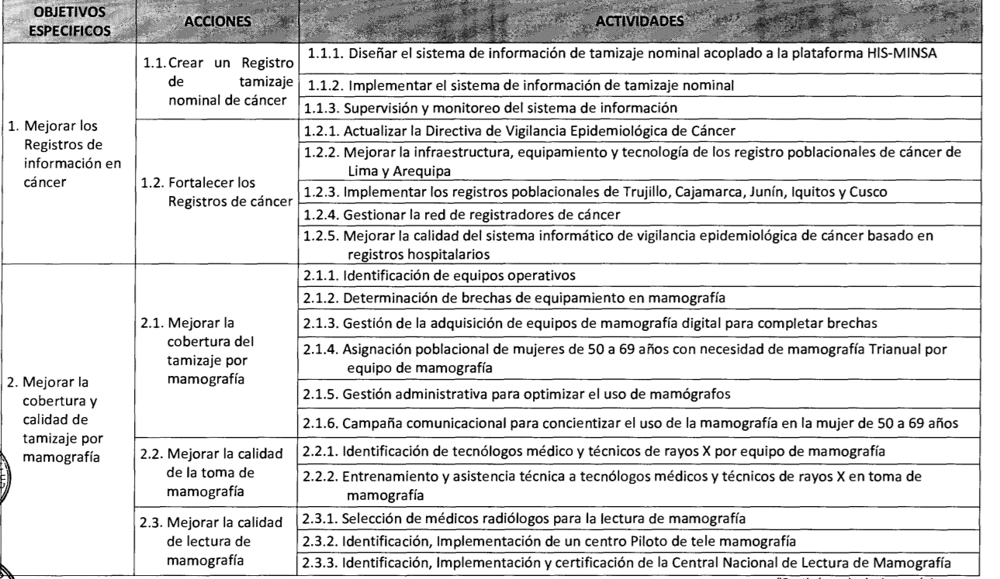 OBJETIVOS
ESPECIFICOS
ACCIONES
ACTIVIDADES
1. Mejorar los
Registros de
información en
cáncer
1.1. Crear un Registro
de tamizaje
nominal de cáncer
1.1.1. Diseñar el sistema de información de tamizaje nominal acoplado a la plataforma HIS-MINSA
1.1.2. Implementar el sistema de información de tamizaje nominal
1.1.3. Supervisión y monitoreo del sistema de información
1.2. Fortalecer los
Registros de cáncer
1.2.1. Actualizar la Directiva de Vigilancia Epidemiológica de Cáncer
1.2.2. Mejorar la infraestructura, equipamiento y tecnología de los registro poblacionales de cáncer de
Lima y Arequipa
1.2.3. Implementar los registros poblacionales de Trujillo, Cajamarca, Junín, Iquitos y Cusco
1.2.4. Gestionar la red de registradores de cáncer
1.2.5. Mejorar la calidad del sistema informático de vigilancia epidemiológica de cáncer basado en
registros hospitalarios
2. Mejorar la
cobertura y
calidad de
tamizaje por
mamografía
2.1. Mejorar la
cobertura del
tamizaje por
mamografía
2.1.1. Identificación de equipos operativos
2.1.2. Determinación de brechas de equipamiento en mamografía
2.1.3. Gestión de la adquisición de equipos de mamografía digital para completar brechas
2.1.4. Asignación poblacional de mujeres de 50 a 69 años con necesidad de mamografía Trianual por
equipo de mamografía
2.1.5. Gestión administrativa para optimizar el uso de mamógrafos
2.1.6. Campaña comunicacional para concientizar el uso de la mamografía en la mujer de 50 a 69 años
2.2. Mejorar la calidad
de la toma de
mamografía
2.2.1. Identificación de tecnólogos médico y técnicos de rayos X por equipo de mamografía
2.2.2. Entrenamiento y asistencia técnica a tecnólogos médicos y técnicos de rayos X en toma de
mamografía
2.3. Mejorar la calidad
de lectura de
mamografía
2.3.1. Selección de médicos radiólogos para la lectura de mamografía
2.3.2. Identificación, Implementación de un centro Piloto de tele mamografía
2.3.3. Identificación, Implementación y certificación de la Central Nacional de Lectura de Mamografía